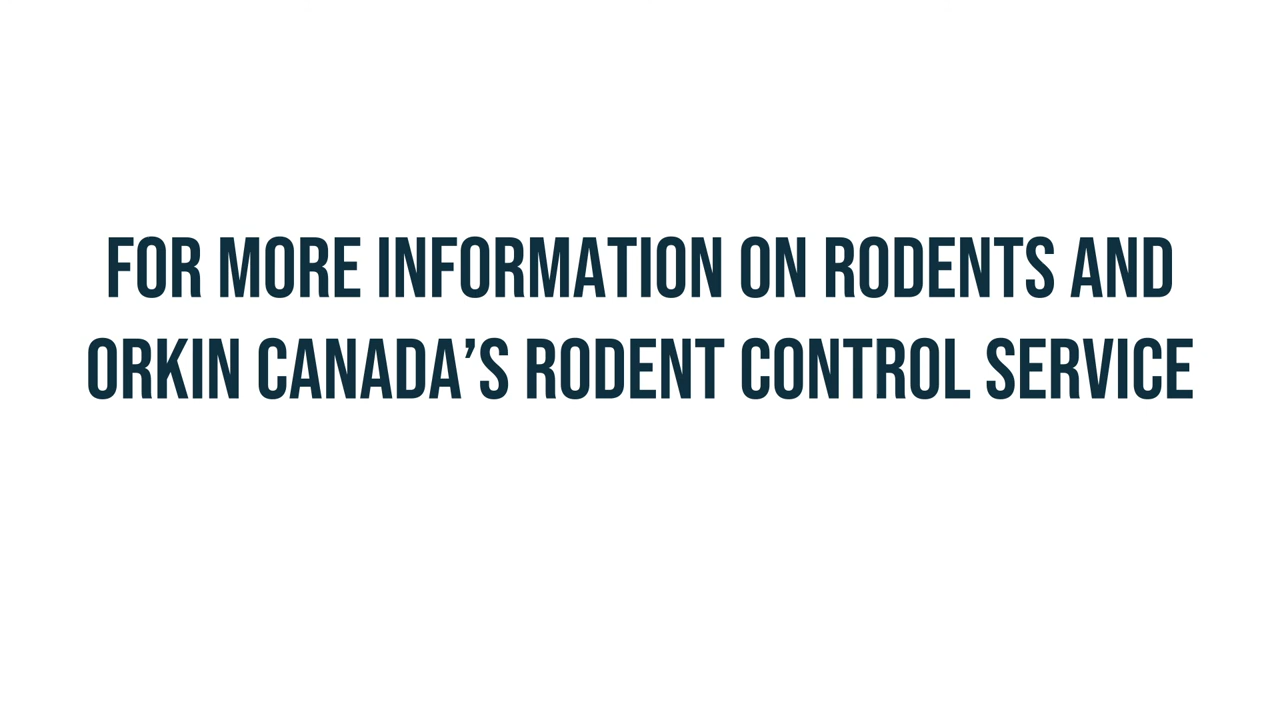 FOR MORE INFORMATION ON RODENTS AND
ORKIN CANADA’S RODENT CONTROL SERVICE